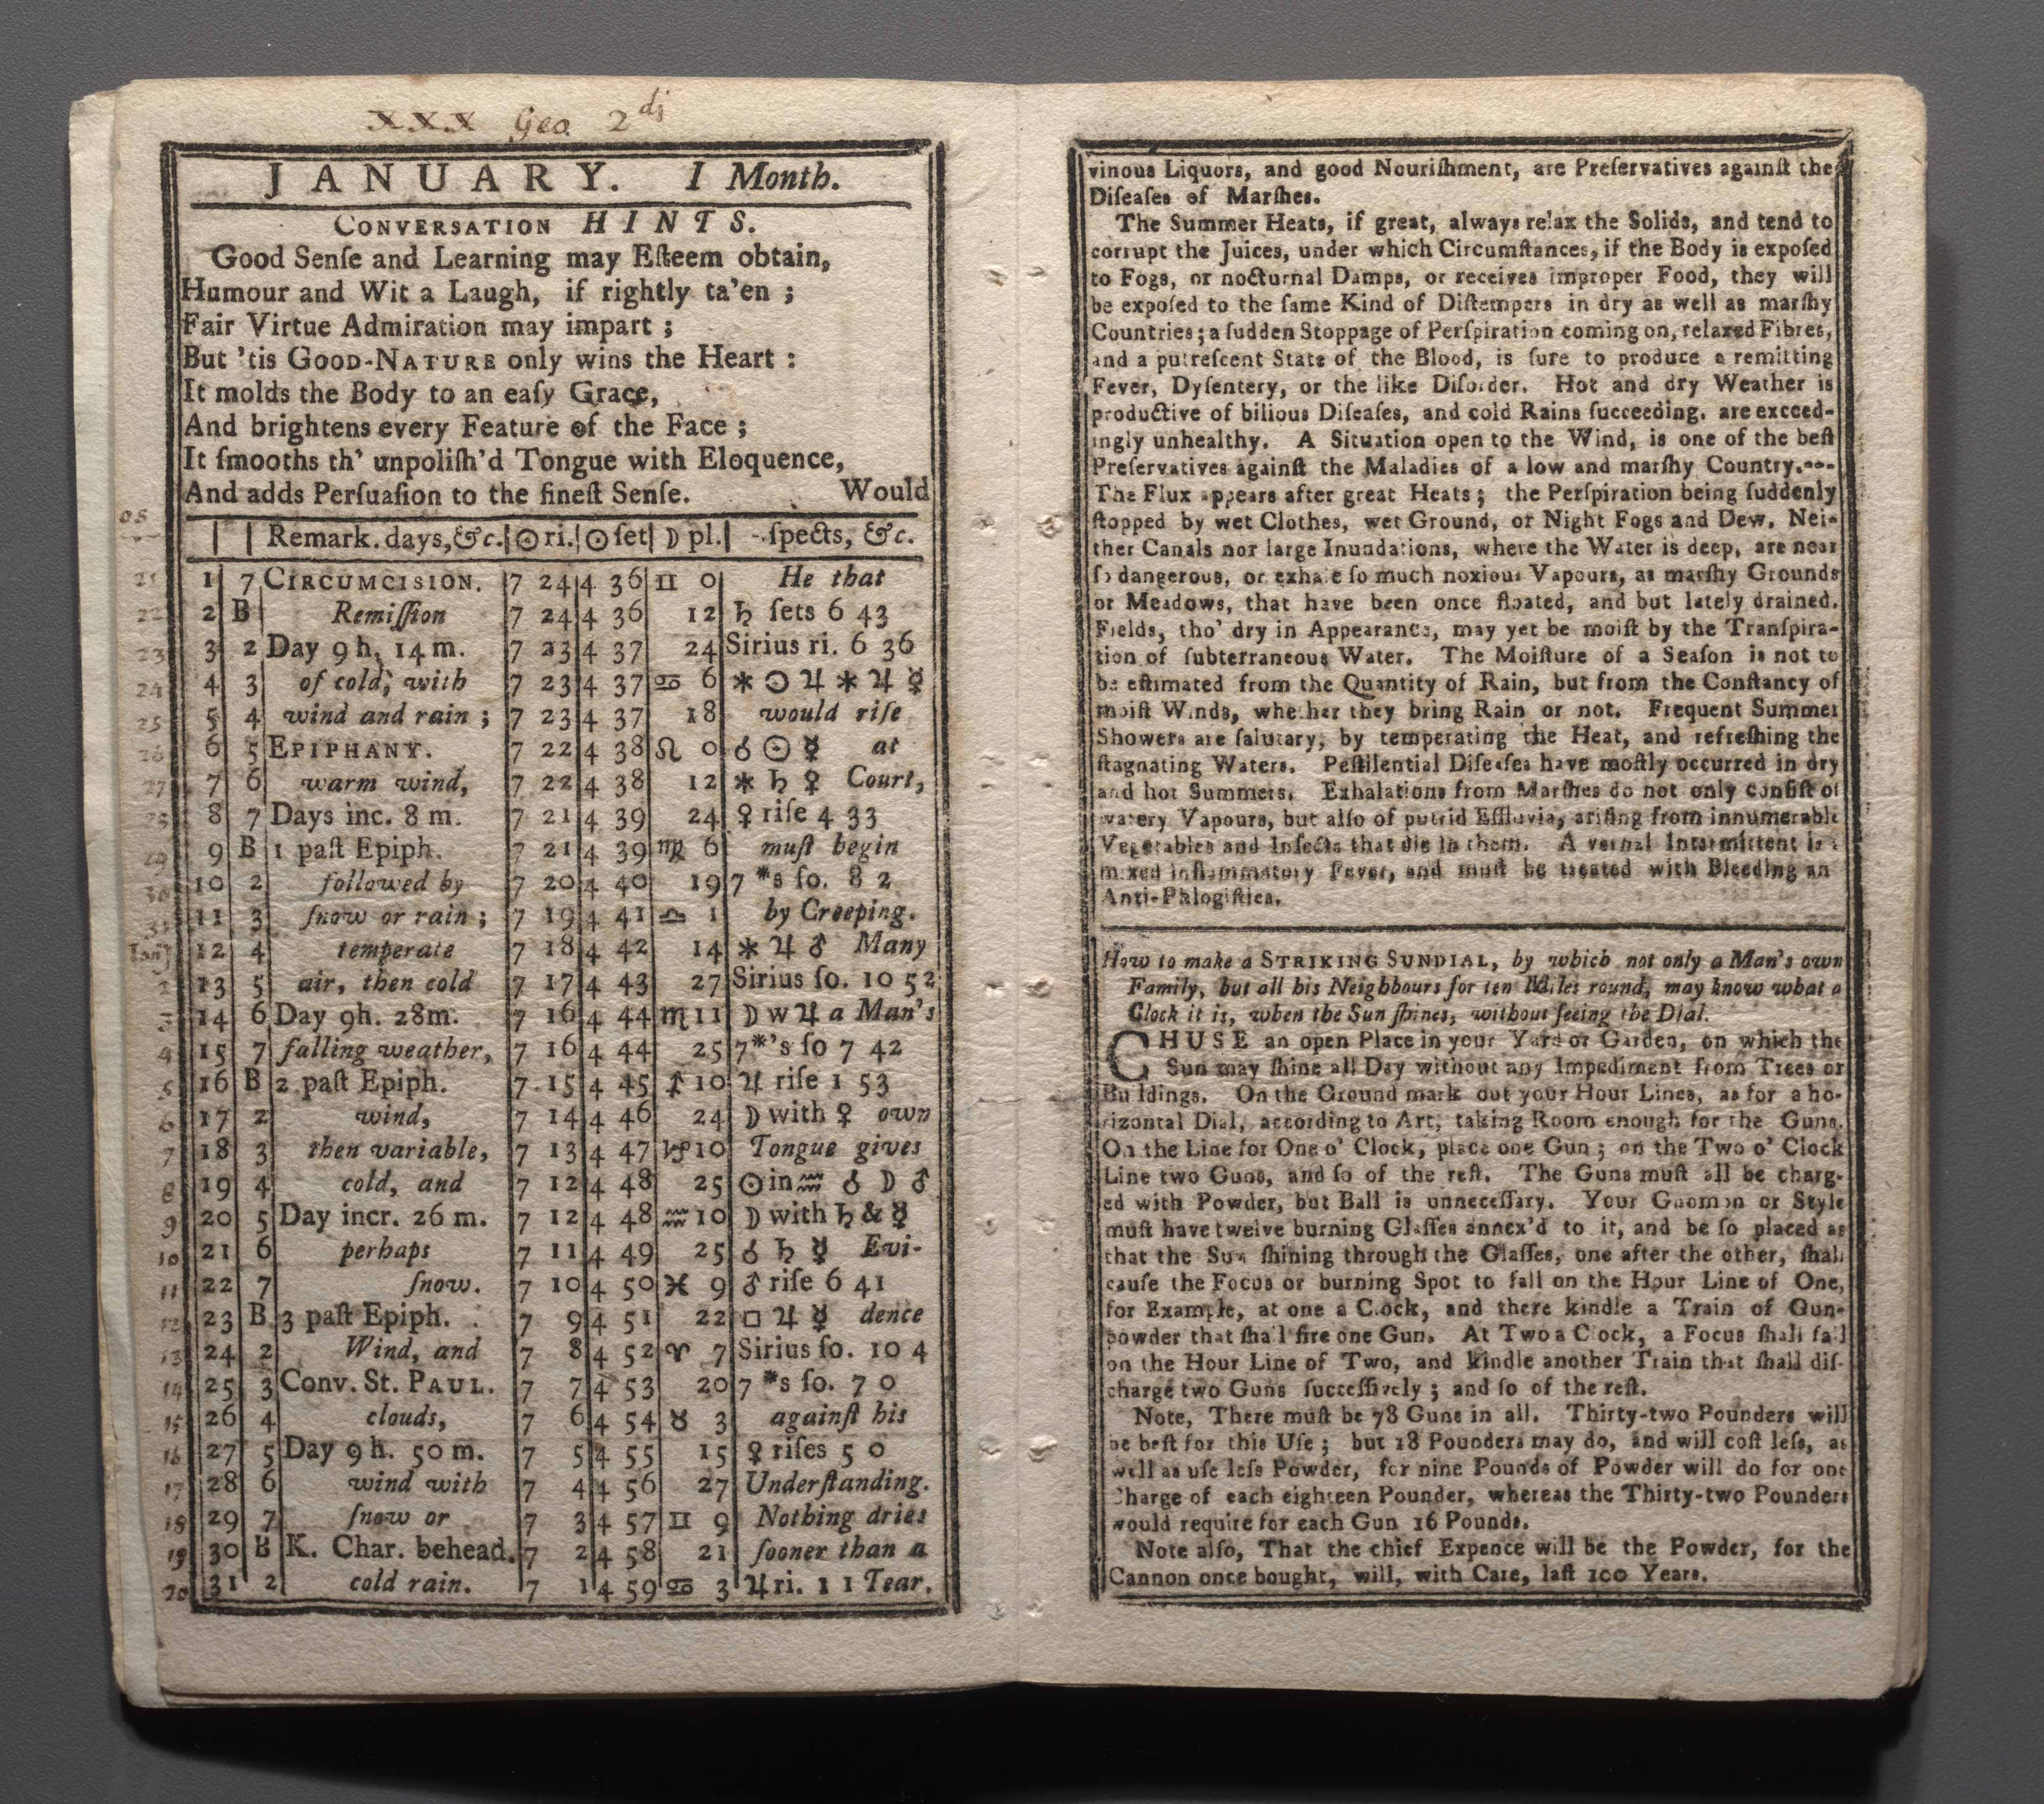 XXX Geo 2di
JANUARY. I Month.
CONVERSATION HINTS.
Good Senſe and Learning may Eſteem obtain,
Humour and Wit a Laugh, if rightly ta'en ;
Fair Virtue Admiration may impart ;
But 'tis GOOD-NATURE only wins the Heart :
It molds the Body to an eaſy Grace,
And brightens every Feature of the Face ;
It ſmooths th' unpoliſh'd Tongue with Eloquence,
And adds Perſuaſion to the fineſt Senſe. Would
05
Remark. days, &c. ☉ ri. ☉ ſet ☽ pl. ſpects, &c.
21 1 7 CIRCUMCISION. 7 24 4 36 ♊ 0 He that
22 2 B Remiſſion 7 24 4 36 12 ♄ ſets 6 43
23 3 2 Day 9 h. 14 m. 7 23 4 37 24 Sirius ri. 6 36
24 4 3 of cold; with 7 23 4 37 ♋ 6 ⚹ ☉ ♃ ⚹ ♃ ☿
25 5 4 wind and rain ; 7 23 4 37 18 would riſe
26 6 5 EPIPHANY. 7 22 4 38 ♌ 0 ☌ ☉ ☿ at
27 7 6 warm wind, 7 22 4 38 12 ⚹ ♄ ♀ Court,
28 8 7 Days inc. 8 m. 7 21 4 39 24 ♀ riſe 4 33
29 9 B 1 paſt Epiph. 7 21 4 39 ♍ 6 muſt begin
30 10 2 followed by 7 20 4 40 19 7 *s ſo. 8 2
31 11 3 ſnow or rain ; 7 19 4 41 ♎ 1 by Creeping.
Janʸ 12 4 temperate 7 18 4 42 14 ⚹ ♃ ♂ Many
2 13 5 air, then cold 7 17 4 43 27 Sirius ſo. 10 52
3 14 6 Day 9h. 28m. 7 16 4 44 ♏ 11 ☽ w ♃ a Man's
4 15 7 falling weather, 7 16 4 44 25 7*'s ſo 7 42
5 16 B 2 paſt Epiph. 7 15 4 45 ♐ 10 ♃ riſe 1 53
6 17 2 wind, 7 14 4 46 24 ☽ with ♀ own
7 18 3 then variable, 7 13 4 47 ♑ 10 Tongue gives
8 19 4 cold, and 7 12 4 48 25 ☉ in ♒ ☌ ☽ ♂
9 20 5 Day incr. 26 m. 7 12 4 48 ♒ 10 ☽ with ♄ & ☿
10 21 6 perhaps 7 11 4 49 25 ☌ ♄ ☿ Evi-
11 22 7 ſnow. 7 10 4 50 ♓ 9 ♂ riſe 6 41
12 23 B 3 paſt Epiph. 7 9 4 51 22 □ ♃ ☿ dence
13 24 2 Wind, and 7 8 4 52 ♈ 7 Sirius ſo. 10 4
14 25 3 Conv. St. PAUL. 7 7 4 53 20 7 *s ſo. 7 0
15 26 4 clouds, 7 6 4 54 ♉ 3 againſt his
16 27 5 Day 9 h. 50 m. 7 5 4 55 15 ♀ riſes 5 0
17 28 6 wind with 7 4 4 56 27 Underſtanding.
18 29 7 ſnow or 7 3 4 57 ♊ 9 Nothing dries
19 30 B K. Char. behead. 7 2 4 58 21 ſooner than a
20 31 2 cold rain. 7 1 4 59 ♋ 3 ♃ ri. 1 1 Tear.
vinous Liquors, and good Nouriſhment, are Preſervatives againſt the
Diſeaſes of Marſhes.
The Summer Heats, if great, always relax the Solids, and tend to
corrupt the Juices, under which Circumſtances, if the Body is expoſed
to Fogs, or nocturnal Damps, or receives improper Food, they will
be expoſed to the ſame Kind of Diſtempers in dry as well as marſhy
Countries ; a ſudden Stoppage of Perſpiration coming on, relaxed Fibres,
and a putreſcent State of the Blood, is ſure to produce a remitting
Fever, Dyſentery, or the like Diſorder. Hot and dry Weather is
productive of bilious Diſeaſes, and cold Rains ſucceeding, are exceed-
ingly unhealthy. A Situation open to the Wind, is one of the beſt
Preſervatives againſt the Maladies of a low and marſhy Country.---
The Flux appears after great Heats ; the Perſpiration being ſuddenly
ſtopped by wet Clothes, wet Ground, or Night Fogs and Dew. Nei-
ther Canals nor large Inundations, where the Water is deep, are near
ſo dangerous, or exhale ſo much noxious Vapours, as marſhy Grounds
or Meadows, that have been once floated, and but lately drained.
Fields, tho' dry in Appearance, may yet be moiſt by the Tranſpira-
tion of ſubterraneous Water. The Moiſture of a Seaſon is not to
be eſtimated from the Quantity of Rain, but from the Conſtancy of
moiſt Winds, whether they bring Rain or not. Frequent Summer
Showers are ſalutary, by temperating the Heat, and refreſhing the
ſtagnating Waters. Peſtilential Diſeaſes have moſtly occurred in dry
and hot Summers. Exhalations from Marſhes do not only conſiſt of
watery Vapours, but alſo of putrid Effluvia, ariſing from innumerable
Vegetables and Inſects that die in them. A vernal Intermittent is a
mixed inflammatory Fever, and muſt be treated with Bleeding an
Anti-Phlogiſtics.
How to make a STRIKING SUNDIAL, by which not only a Man's own
Family, but all his Neighbours for ten Miles round, may know what a
Clock it is, when the Sun ſhines, without ſeeing the Dial.
CHUSE an open Place in your Yard or Garden, on which the
Sun may ſhine all Day without any Impediment from Trees or
Buildings. On the Ground mark out your Hour Lines, as for a ho-
rizontal Dial, according to Art, taking Room enough for the Guns.
On the Line for One o' Clock, place one Gun ; on the Two o' Clock
Line two Guns, and ſo of the reſt. The Guns muſt all be charg-
ed with Powder, but Ball is unneceſſary. Your Gnomon or Style
muſt have twelve burning Glaſſes annex'd to it, and be ſo placed as
that the Sun ſhining through the Glaſſes, one after the other, ſhall
cauſe the Focus or burning Spot to fall on the Hour Line of One,
for Example, at one a Clock, and there kindle a Train of Gun-
powder that ſhall fire one Gun. At Two a Clock, a Focus ſhall fall
on the Hour Line of Two, and kindle another Train that ſhall diſ-
charge two Guns ſucceſſively ; and ſo of the reſt.
Note, There muſt be 78 Guns in all. Thirty-two Pounders will
be beſt for this Uſe ; but 18 Pounders may do, and will coſt leſs, as
well as uſe leſs Powder, for nine Pounds of Powder will do for one
Charge of each eighteen Pounder, whereas the Thirty-two Pounders
would require for each Gun 16 Pounds.
Note alſo, That the chief Expence will be the Powder, for the
Cannon once bought, will, with Care, laſt 100 Years.